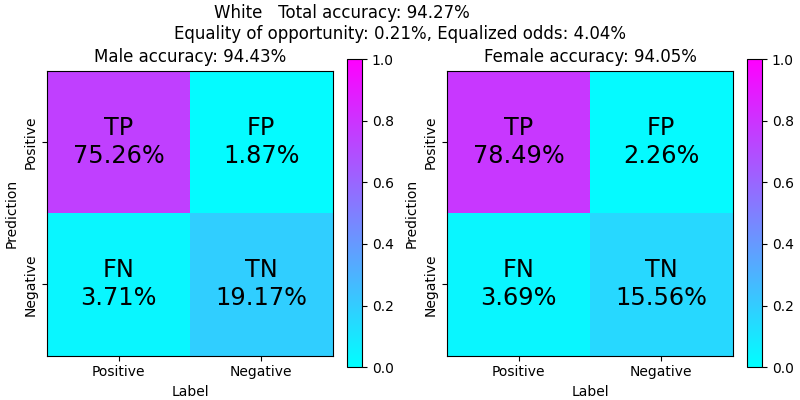 White   Total accuracy: 94.27%
Equality of opportunity: 0.21%, Equalized odds: 4.04%
Male accuracy: 94.43%
Prediction
Positive
Negative
TP
75.26%
FP
1.87%
FN
3.71%
TN
19.17%
Positive
Negative
Label
1.0
0.8
0.6
0.4
0.2
0.0
Female accuracy: 94.05%
Prediction
Positive
Negative
TP
78.49%
FP
2.26%
FN
3.69%
TN
15.56%
Positive
Negative
Label
1.0
0.8
0.6
0.4
0.2
0.0